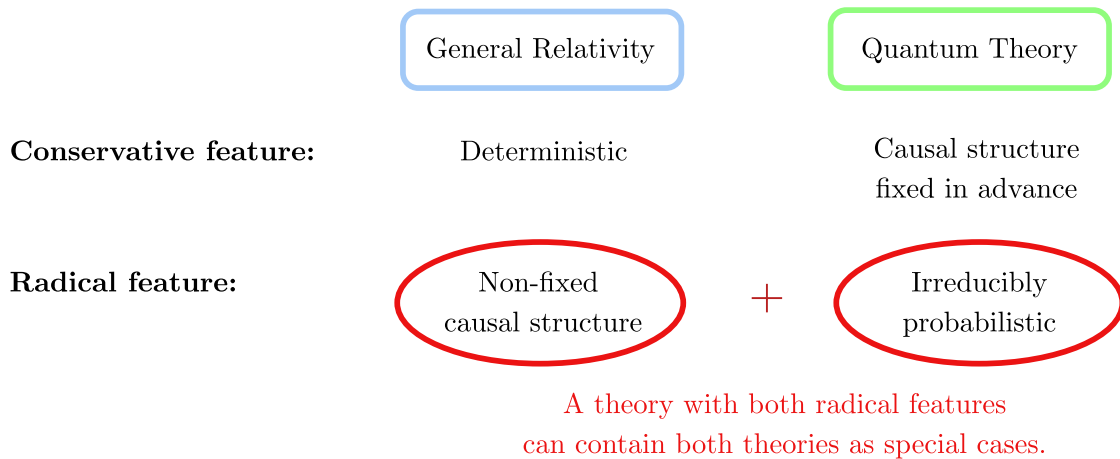 General Relativity
Quantum Theory
Conservative feature:
Deterministic
Causal structure
fixed in advance
Radical feature:
Non-fixed
causal structure
+
Irreducibly
probabilistic
A theory with both radical features
can contain both theories as special cases.